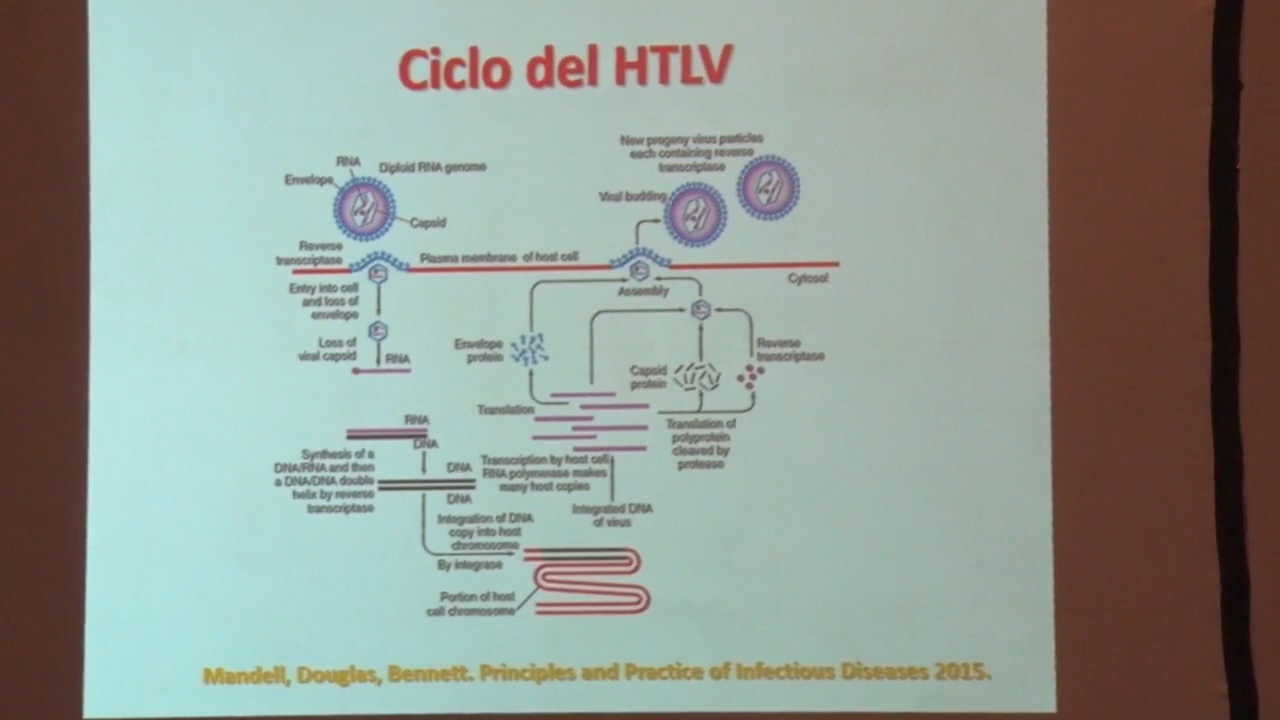 Ciclo del HTLV
RNA
Diploid RNA genome
Envelope
Capsid
New progeny virus particles
each containing reverse
transcriptase
Viral budding
Reverse
transcriptase
Plasma membrane of host cell
Cytosol
Entry into cell
and loss of
envelope
Assembly
Loss of
viral capsid
RNA
Envelope
protein
Capsid
protein
Reverse
transcriptase
Translation
Translation of
polyprotein
cleaved by
protease
RNA
DNA
Synthesis of a
DNA/RNA and then
a DNA/DNA double
helix by reverse
transcriptase
DNA
DNA
Transcription by host cell
RNA polymerase makes
many host copies
Integrated DNA
of virus
Integration of DNA
copy into host
chromosome
By integrase
Portion of host
cell chromosome
Mandell, Douglas, Bennett. Principles and Practice of Infectious Diseases 2015.